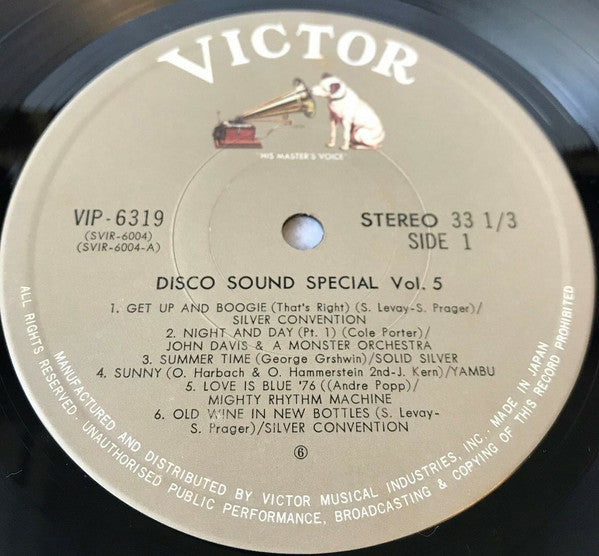 VICTOR
"HIS MASTER'S VOICE"
VIP-6319
(SVIR-6004)
(SVIR-6004-A)
STEREO 33 1/3
SIDE 1
DISCO SOUND SPECIAL Vol. 5
1. GET UP AND BOOGIE (That's Right) (S. Levay-S. Prager)/
SILVER CONVENTION
2. NIGHT AND DAY (Pt. 1) (Cole Porter)/
JOHN DAVIS & A MONSTER ORCHESTRA
3. SUMMER TIME (George Grshwin)/SOLID SILVER
4. SUNNY (O. Harbach & O. Hammerstein 2nd-J. Kern)/YAMBU
5. LOVE IS BLUE '76 ((Andre Popp)/
MIGHTY RHYTHM MACHINE
6. OLD WINE IN NEW BOTTLES (S. Levay-
S. Prager)/SILVER CONVENTION
⑥
MANUFACTURED AND DISTRIBUTED BY VICTOR MUSICAL INDUSTRIES, INC. MADE IN JAPAN
ALL RIGHTS RESERVED. UNAUTHORISED PUBLIC PERFORMANCE, BROADCASTING & COPYING OF THIS RECORD PROHIBITED